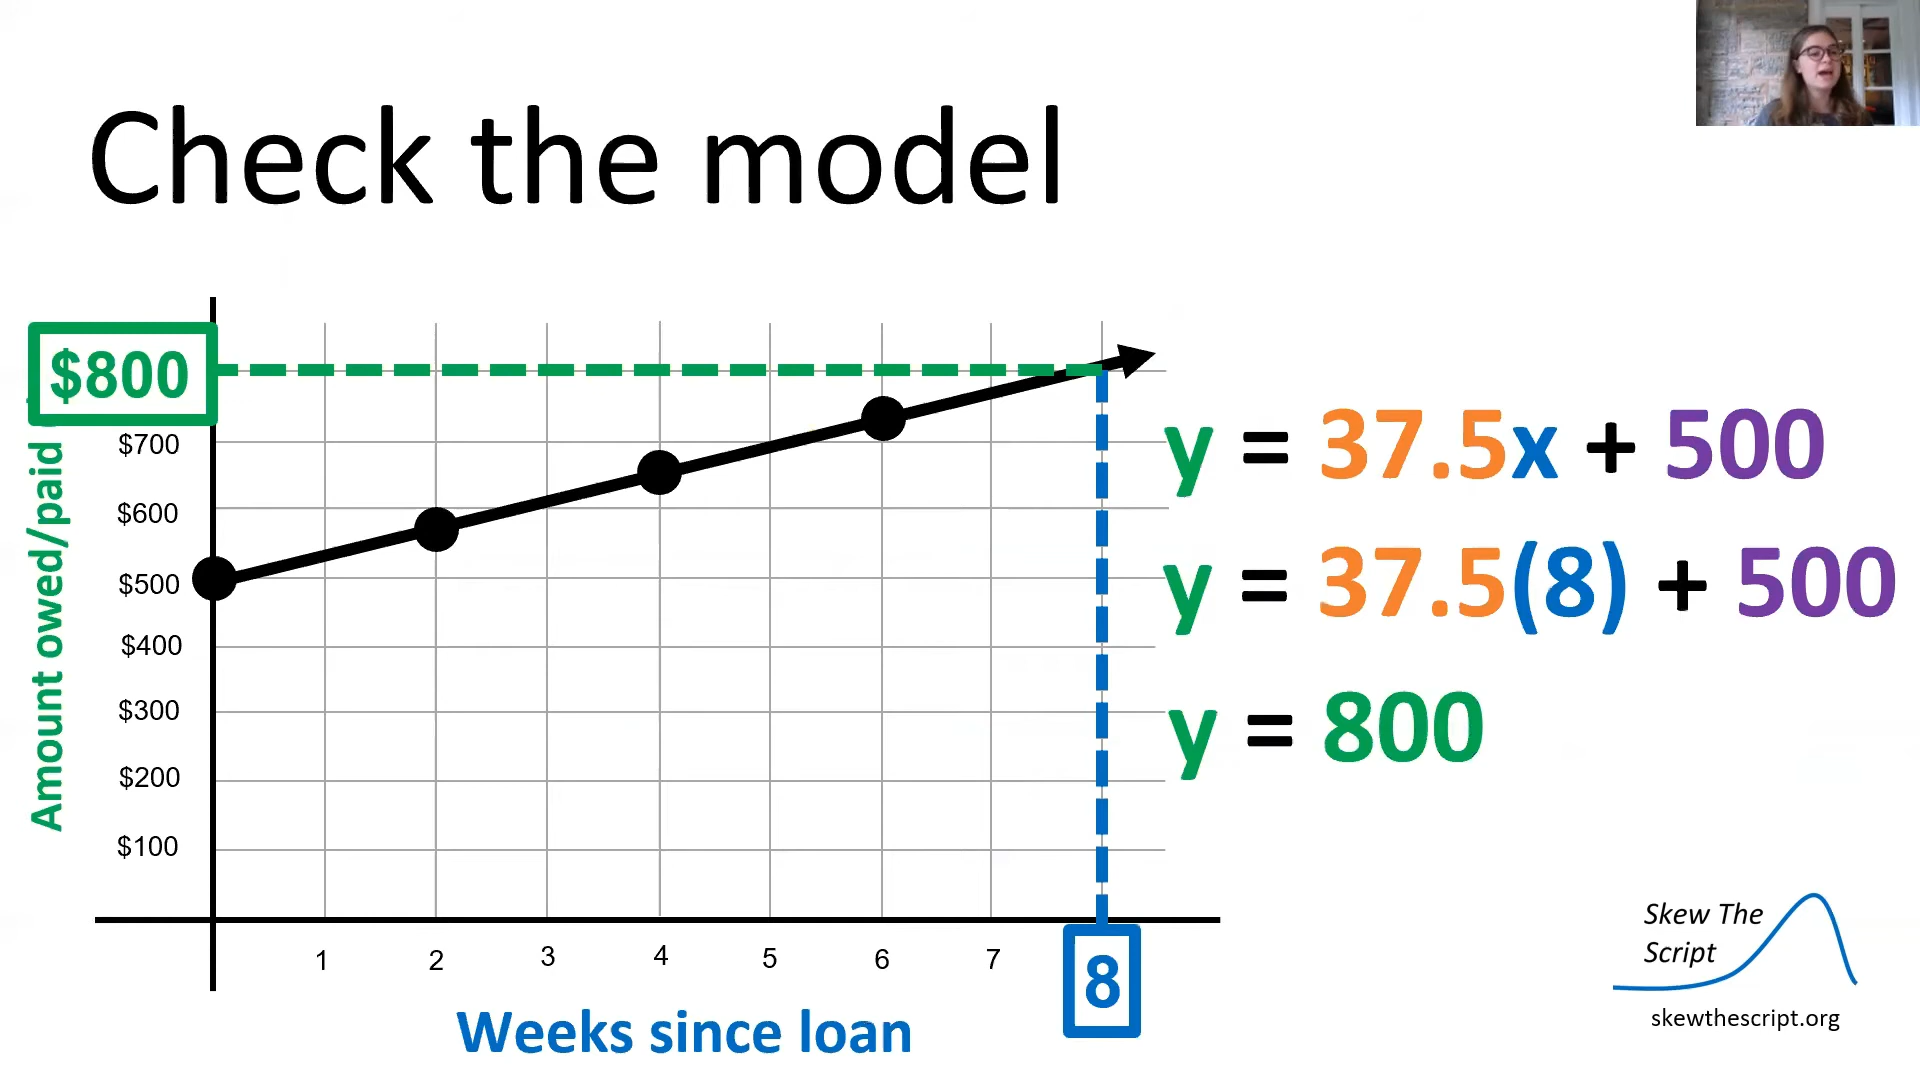 Check the model
$800
$700
$600
$500
$400
$300
$200
$100
Amount owed/paid
1 2 3 4 5 6 7 8
Weeks since loan
y = 37.5x + 500
y = 37.5(8) + 500
y = 800
Skew The
Script
skewthescript.org